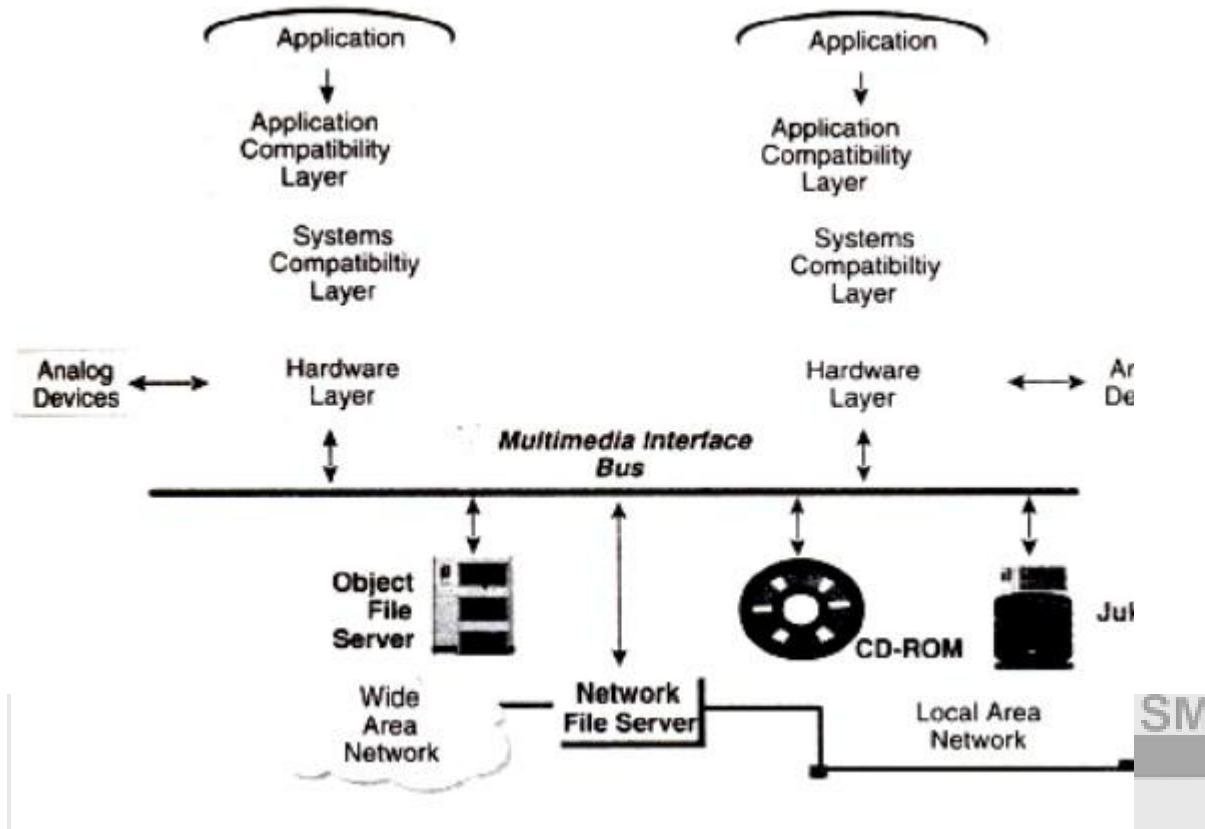 Application
Application
Application
Compatibility
Layer
Application
Compatibility
Layer
Systems
Compatibiltiy
Layer
Systems
Compatibiltiy
Layer
Analog
Devices
Hardware
Layer
Hardware
Layer
Multimedia Interface
Bus
Object
File
Server
CD-ROM
Wide
Area
Network
Network
File Server
Local Area
Network
SM